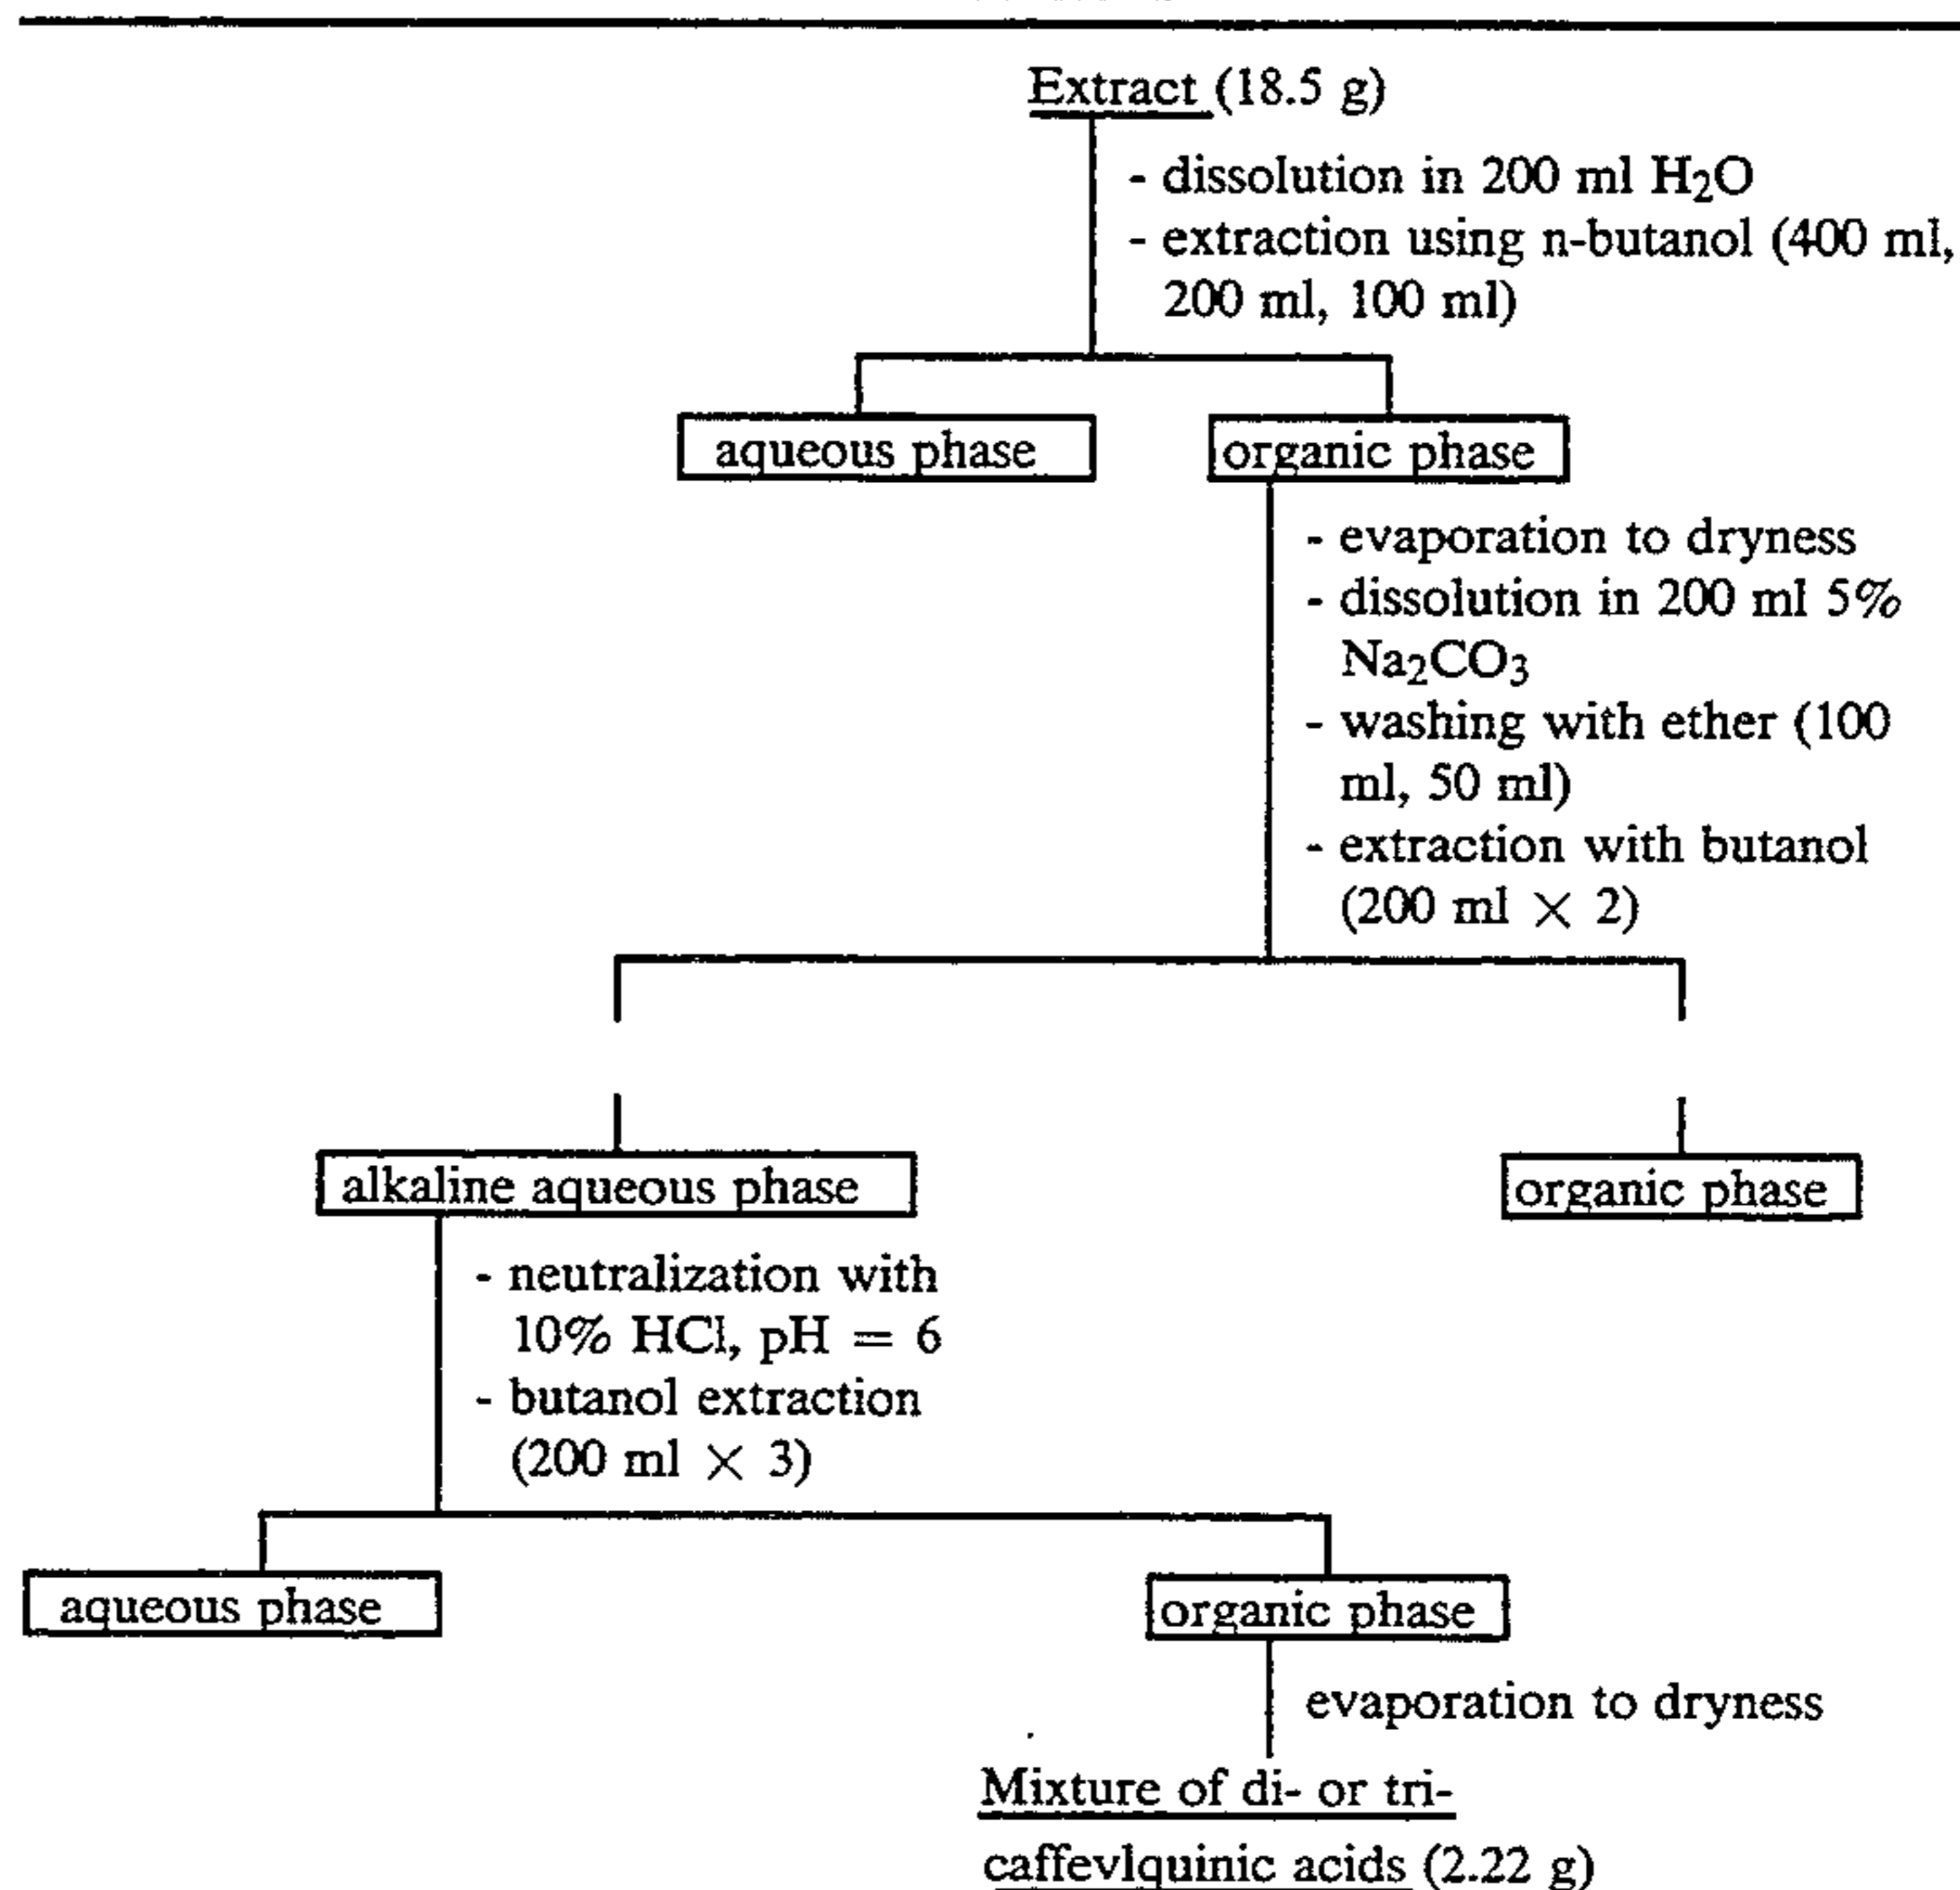 Extract (18.5 g)
- dissolution in 200 ml H₂O
- extraction using n-butanol (400 ml,
200 ml, 100 ml)
aqueous phase
organic phase
- evaporation to dryness
- dissolution in 200 ml 5%
Na₂CO₃
- washing with ether (100
ml, 50 ml)
- extraction with butanol
(200 ml × 2)
alkaline aqueous phase
organic phase
- neutralization with
10% HCl, pH = 6
- butanol extraction
(200 ml × 3)
aqueous phase
organic phase
evaporation to dryness
Mixture of di- or tri-
caffeylquinic acids (2.22 g)